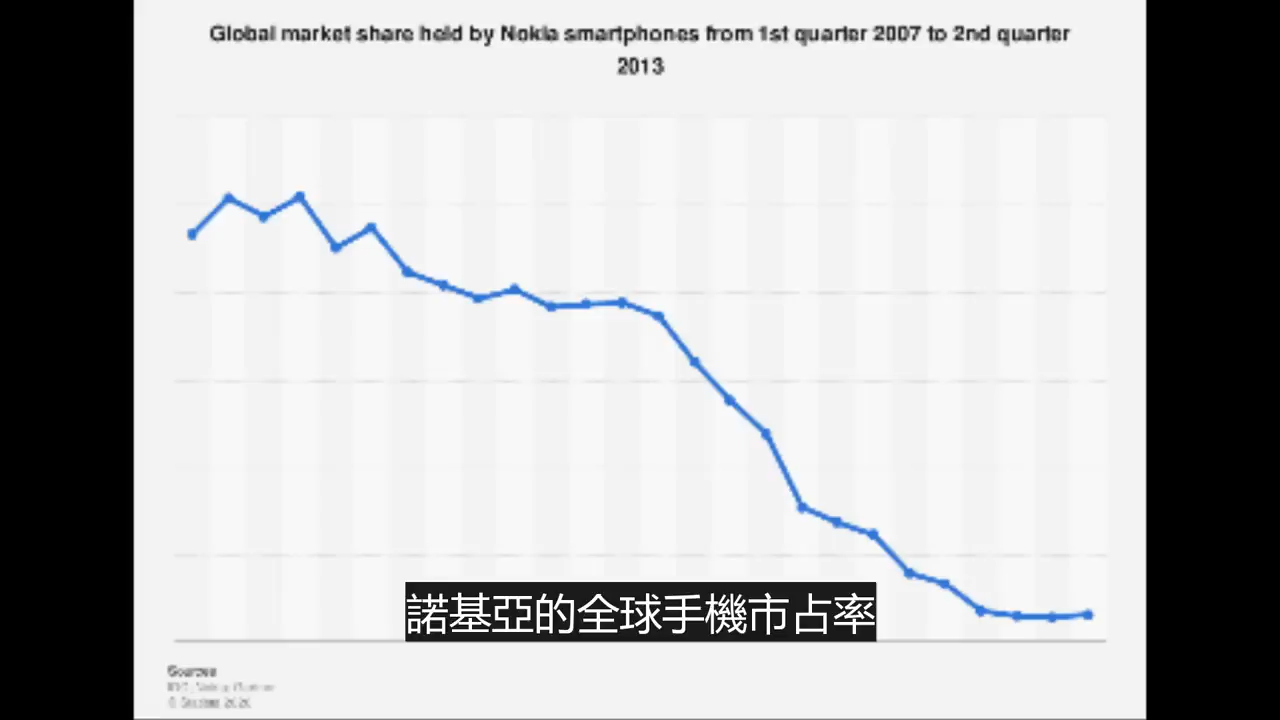 Global market share held by Nokia smartphones from 1st quarter 2007 to 2nd quarter
2013
諾基亞的全球手機市占率
Sources